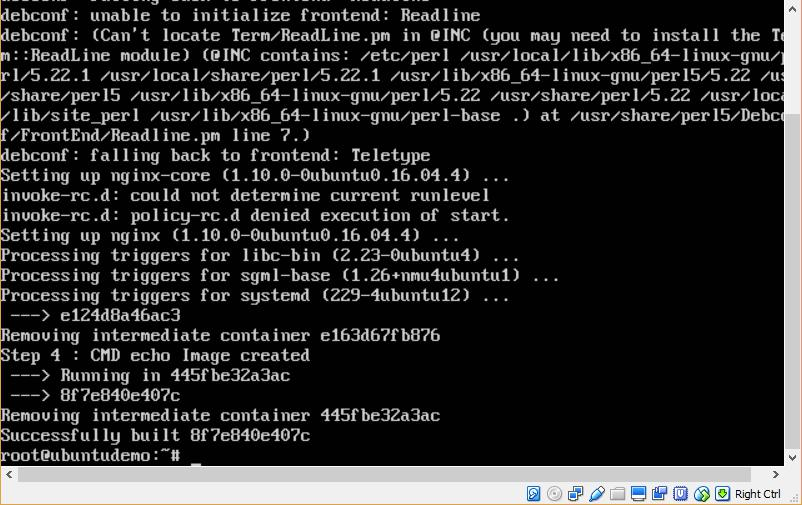 debconf: unable to initialize frontend: Readline
debconf: (Can't locate Term/ReadLine.pm in @INC (you may need to install the Te
m::ReadLine module) (@INC contains: /etc/perl /usr/local/lib/x86_64-linux-gnu/p
rl/5.22.1 /usr/local/share/perl/5.22.1 /usr/lib/x86_64-linux-gnu/perl5/5.22 /us
/share/perl5 /usr/lib/x86_64-linux-gnu/perl/5.22 /usr/share/perl/5.22 /usr/loca
/lib/site_perl /usr/lib/x86_64-linux-gnu/perl-base .) at /usr/share/perl5/Debco
f/FrontEnd/Readline.pm line 7.)
debconf: falling back to frontend: Teletype
Setting up nginx-core (1.10.0-0ubuntu0.16.04.4) ...
invoke-rc.d: could not determine current runlevel
invoke-rc.d: policy-rc.d denied execution of start.
Setting up nginx (1.10.0-0ubuntu0.16.04.4) ...
Processing triggers for libc-bin (2.23-0ubuntu4) ...
Processing triggers for sgml-base (1.26+nmu4ubuntu1) ...
Processing triggers for systemd (229-4ubuntu12) ...
---> e124d8a46ac3
Removing intermediate container e163d67fb876
Step 4 : CMD echo Image created
---> Running in 445fbe32a3ac
---> 8f7e840e407c
Removing intermediate container 445fbe32a3ac
Successfully built 8f7e840e407c
root@ubuntudemo:~# _
Right Ctrl